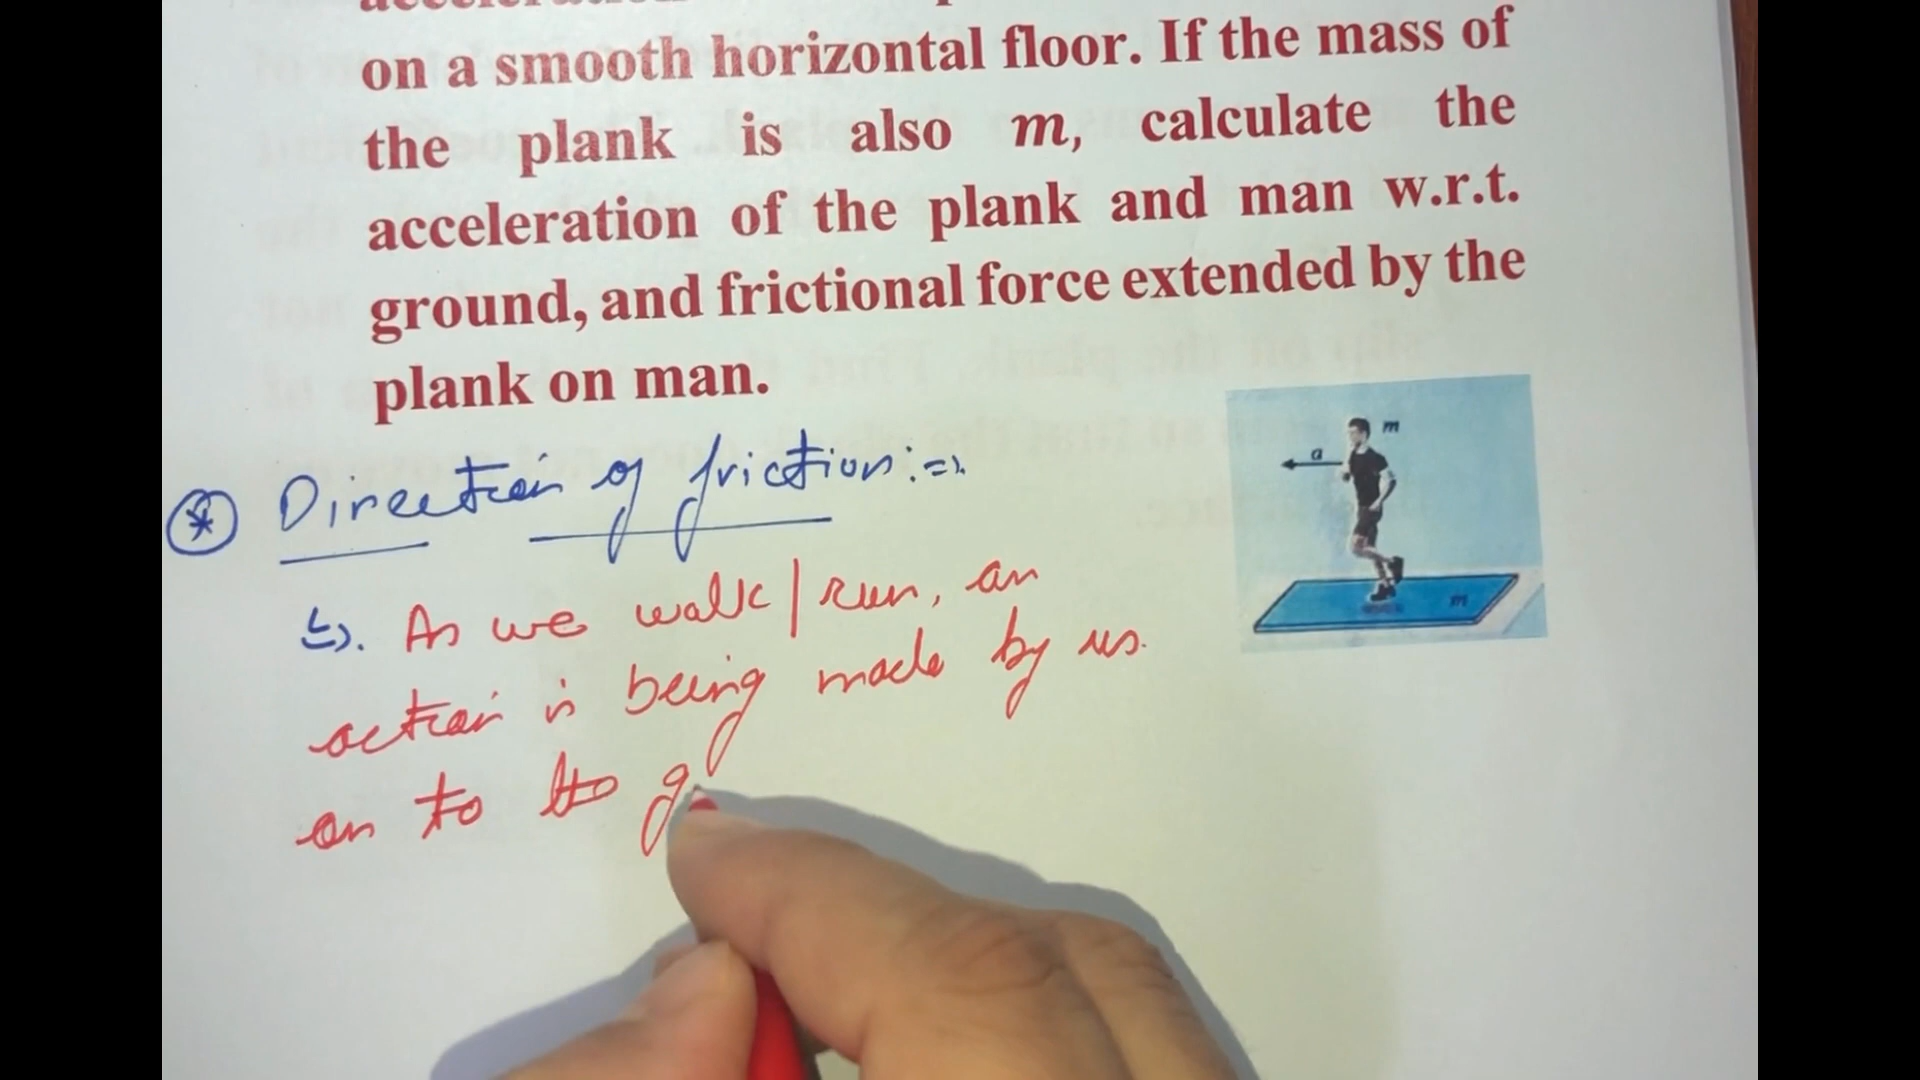 on a smooth horizontal floor. If the mass of
the plank is also m, calculate the
acceleration of the plank and man w.r.t.
ground, and frictional force extended by the
plank on man.
m
a
m
Direction of friction:⇒
↳. As we walk/run, an
action is being made by us.
on to